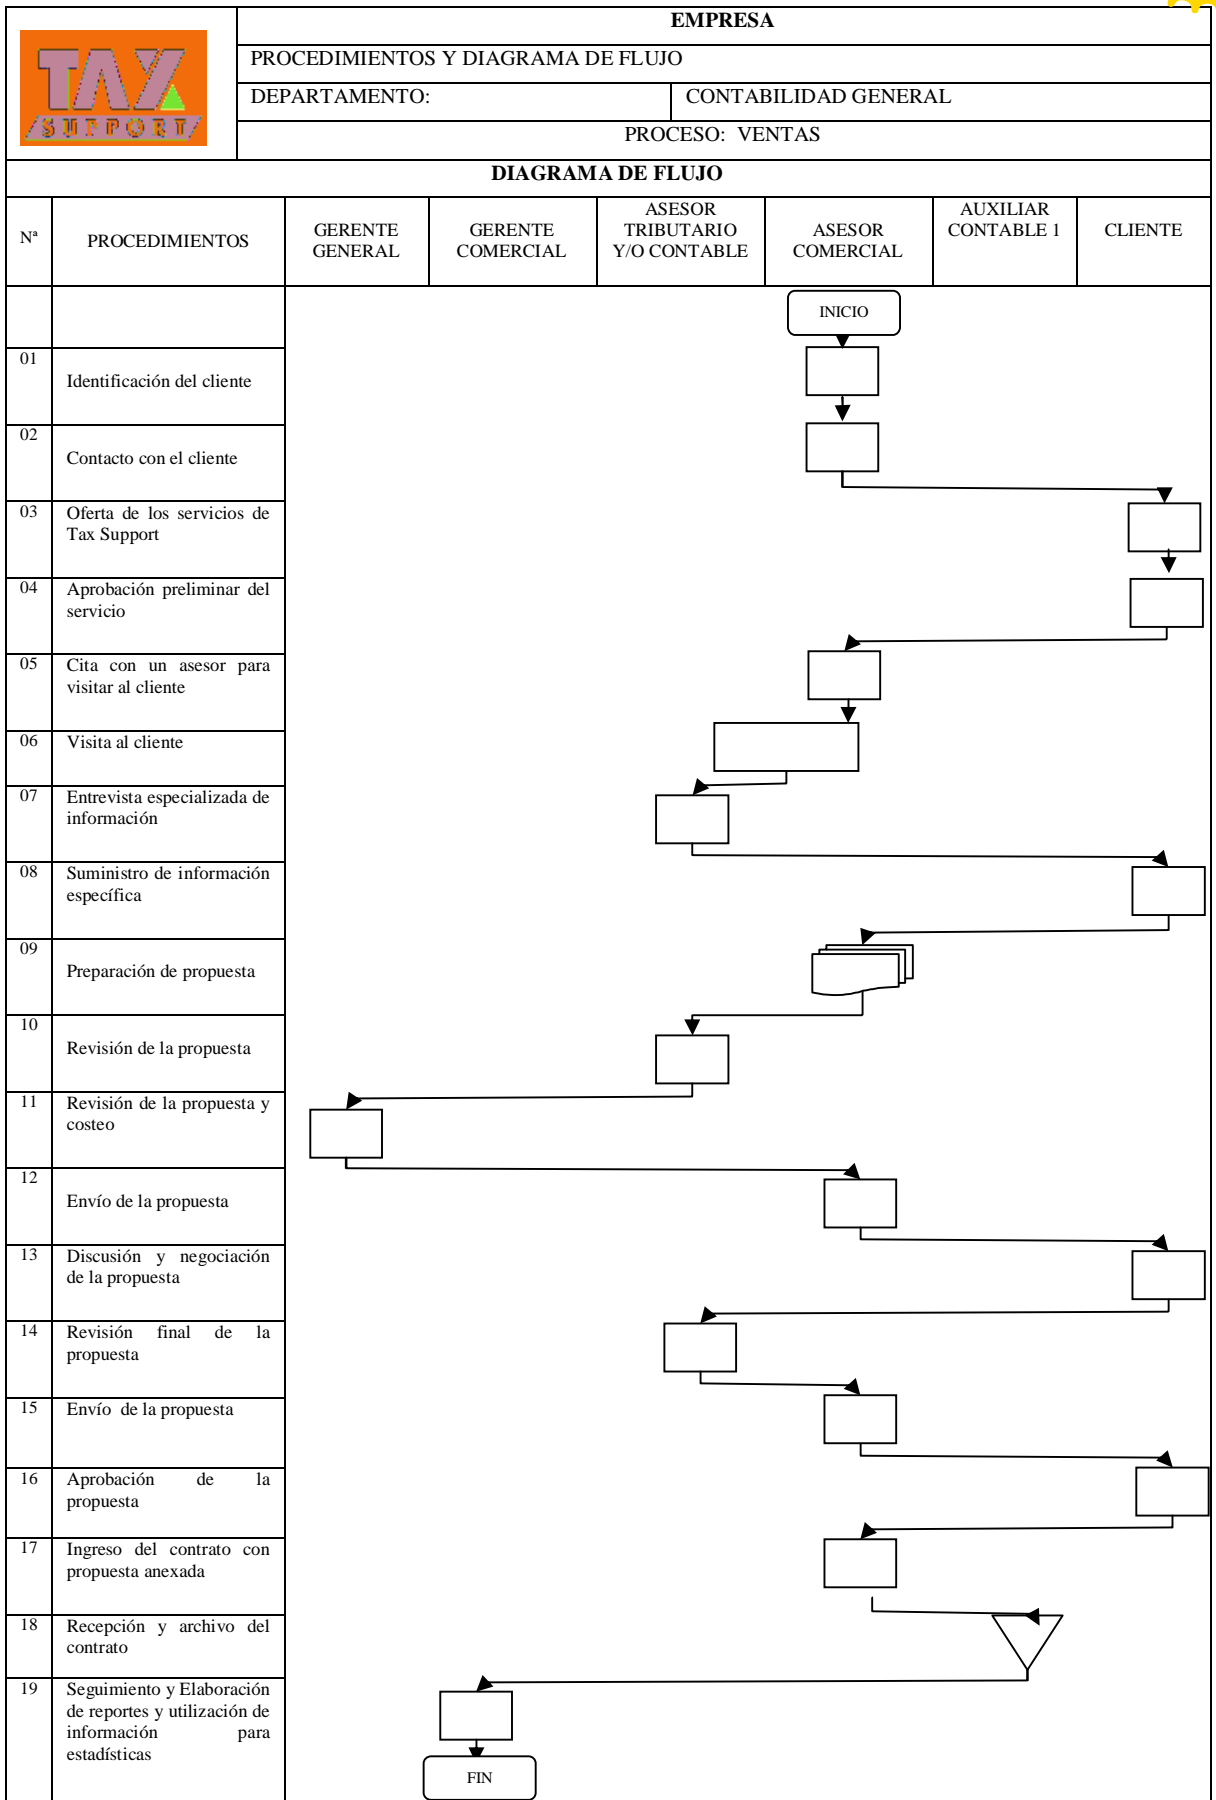 TAX
SUPPORT
EMPRESA
PROCEDIMIENTOS Y DIAGRAMA DE FLUJO
DEPARTAMENTO:
CONTABILIDAD GENERAL
PROCESO: VENTAS
DIAGRAMA DE FLUJO
Nª
PROCEDIMIENTOS
GERENTE
GENERAL
GERENTE
COMERCIAL
ASESOR
TRIBUTARIO
Y/O CONTABLE
ASESOR
COMERCIAL
AUXILIAR
CONTABLE 1
CLIENTE
INICIO
01
Identificación del cliente
02
Contacto con el cliente
03
Oferta de los servicios de
Tax Support
04
Aprobación preliminar del
servicio
05
Cita con un asesor para
visitar al cliente
06
Visita al cliente
07
Entrevista especializada de
información
08
Suministro de información
específica
09
Preparación de propuesta
10
Revisión de la propuesta
11
Revisión de la propuesta y
costeo
12
Envío de la propuesta
13
Discusión y negociación
de la propuesta
14
Revisión final de la
propuesta
15
Envío de la propuesta
16
Aprobación de la
propuesta
17
Ingreso del contrato con
propuesta anexada
18
Recepción y archivo del
contrato
19
Seguimiento y Elaboración
de reportes y utilización de
información para
estadísticas
FIN